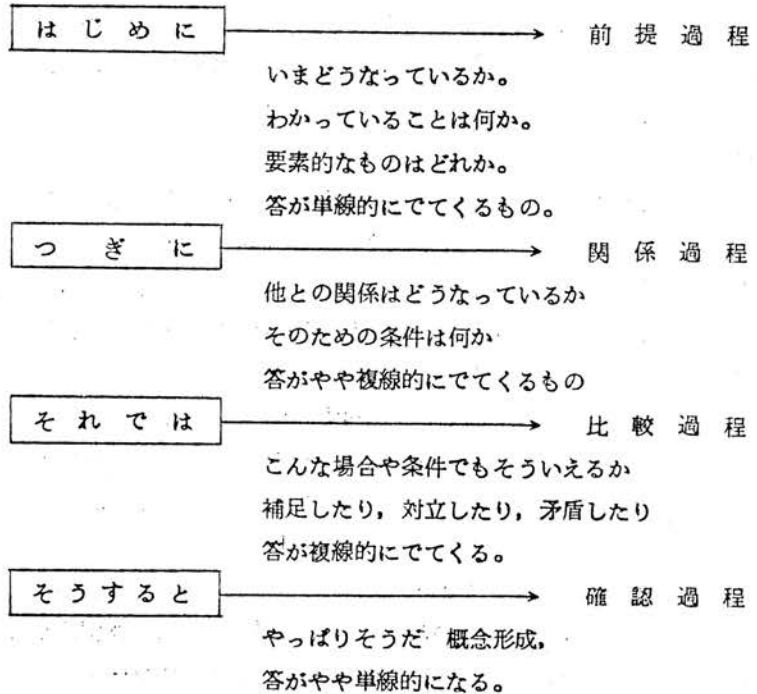 はじめに 前提過程
いまどうなっているか。
わかっていることは何か。
要素的なものはどれか。
答が単線的にでてくるもの。
つぎに 関係過程
他との関係はどうなっているか
そのための条件は何か
答がやや複線的にでてくるもの
それでは 比較過程
こんな場合や条件でもそういえるか
補足したり，対立したり，矛盾したり
答が複線的にでてくる。
そうすると 確認過程
やっぱりそうだ 概念形成，
答がやや単線的になる。